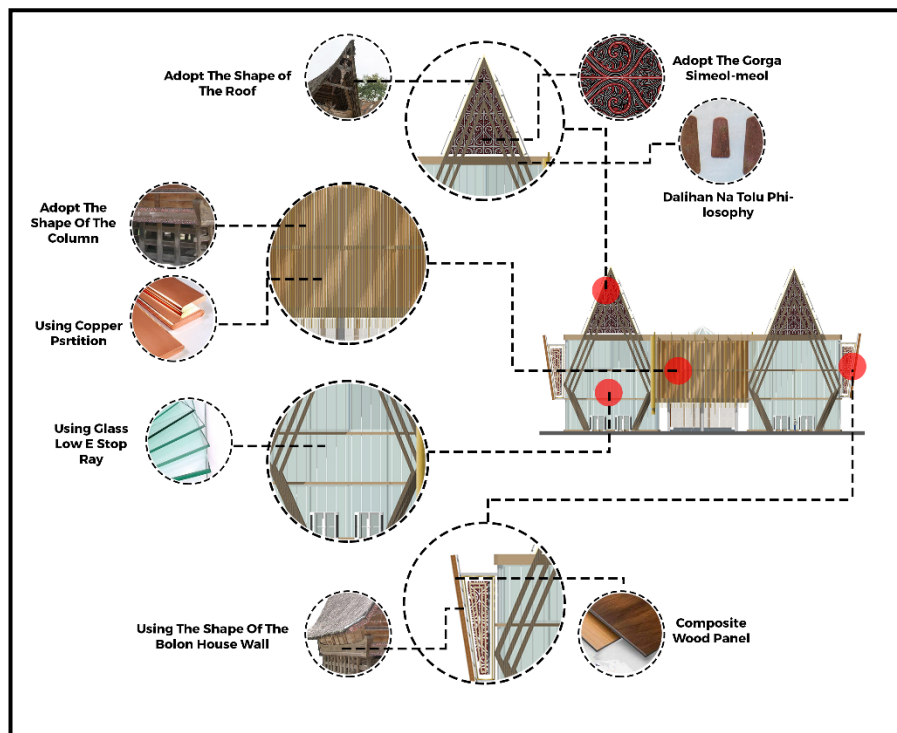 Adopt The Shape of
The Roof
Adopt The Gorga
Simeol-meol
Dalihan Na Tolu Phi-
losophy
Adopt The
Shape Of The
Column
Using Copper
Psrtition
Using Glass
Low E Stop
Ray
Using The Shape Of The
Bolon House Wall
Composite
Wood Panel